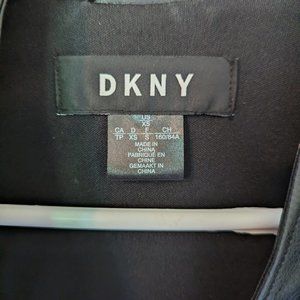 DKNY
US
XS
CA D F CH
TP XS S 160/84A
MADE IN
CHINA
FABRIQUÉ EN
CHINE
GEMAAKT IN
CHINA